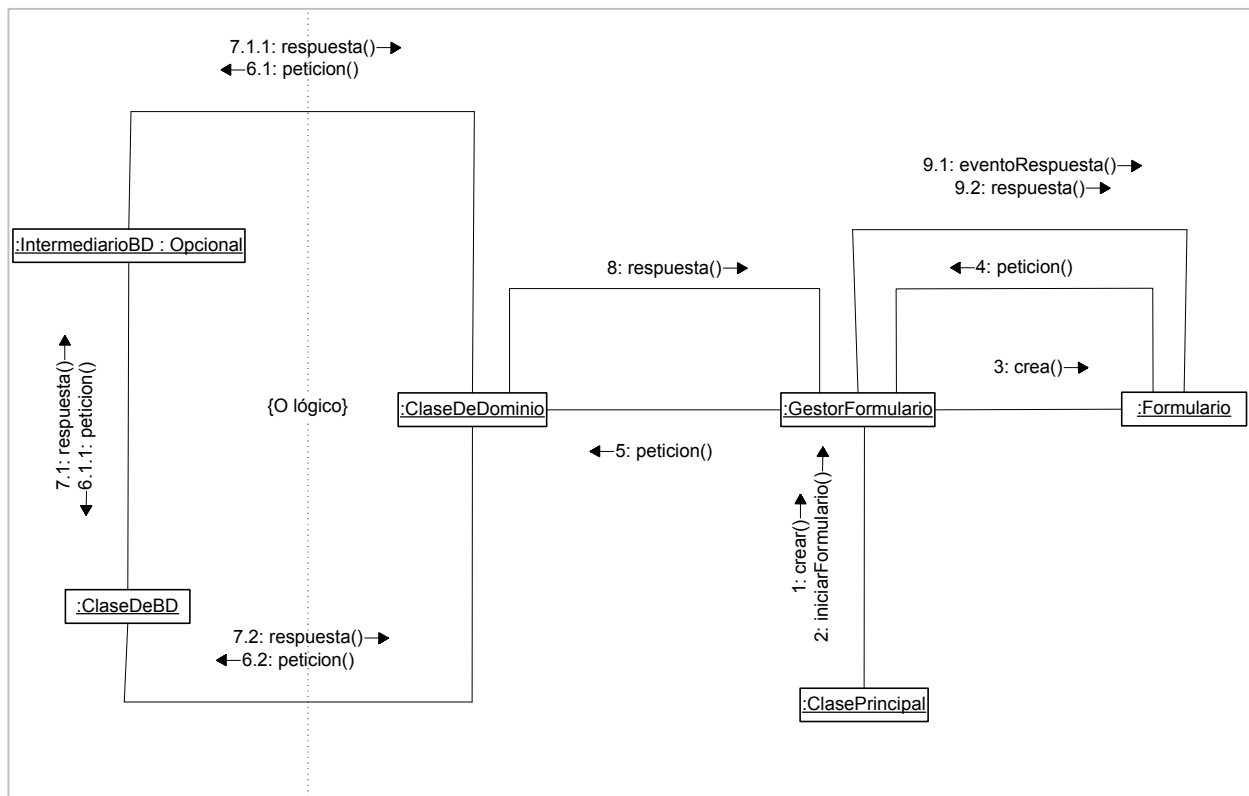 7.1.1: respuesta()
6.1: peticion()
9.1: eventoRespuesta()
9.2: respuesta()
:IntermediarioBD : Opcional
8: respuesta()
4: peticion()
7.1: respuesta()
6.1.1: peticion()
3: crea()
{O lógico}
:ClaseDeDominio
:GestorFormulario
:Formulario
5: peticion()
1: crear()
2: iniciarFormulario()
:ClaseDeBD
7.2: respuesta()
6.2: peticion()
:ClasePrincipal